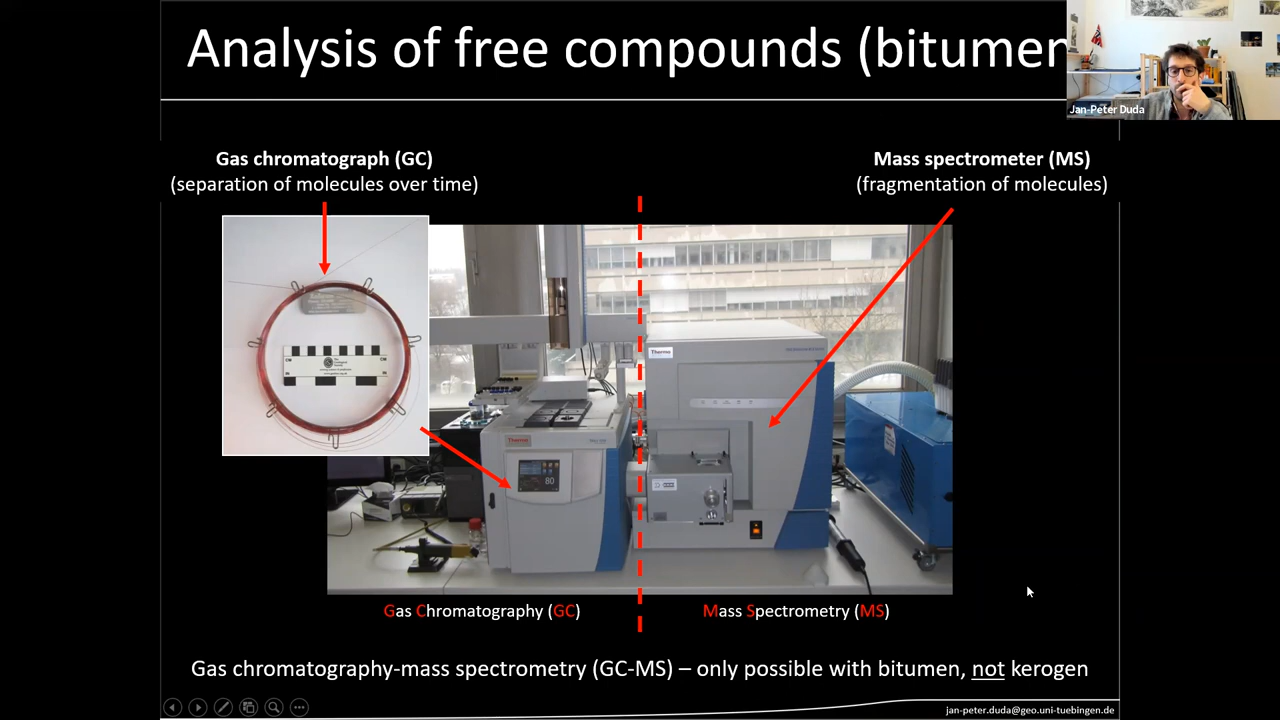 Analysis of free compounds (bitumen
Jan-Peter Duda
Gas chromatograph (GC)
(separation of molecules over time)
Mass spectrometer (MS)
(fragmentation of molecules)
Thermo
Thermo
80
Gas Chromatography (GC)
Mass Spectrometry (MS)
Gas chromatography-mass spectrometry (GC-MS) – only possible with bitumen, not kerogen
jan-peter.duda@geo.uni-tuebingen.de